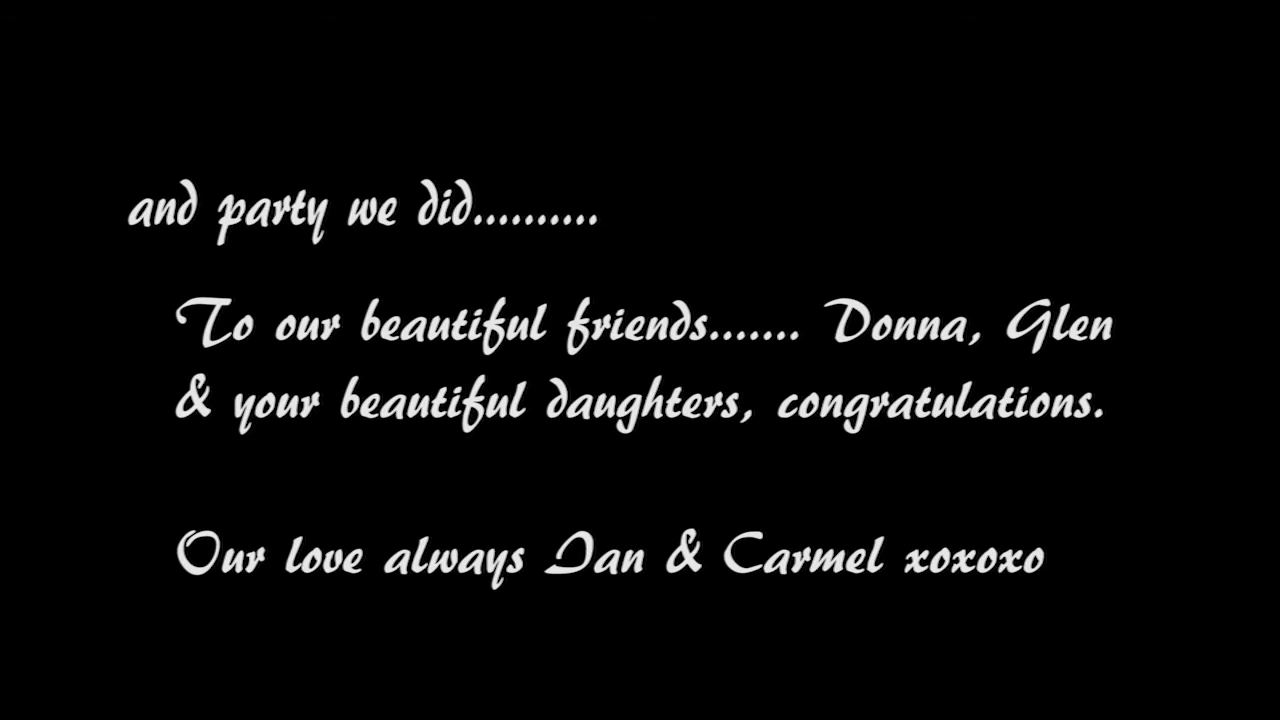 and party we did..........
To our beautiful friends....... Donna, Glen
& your beautiful daughters, congratulations.
Our love always Ian & Carmel xoxoxo